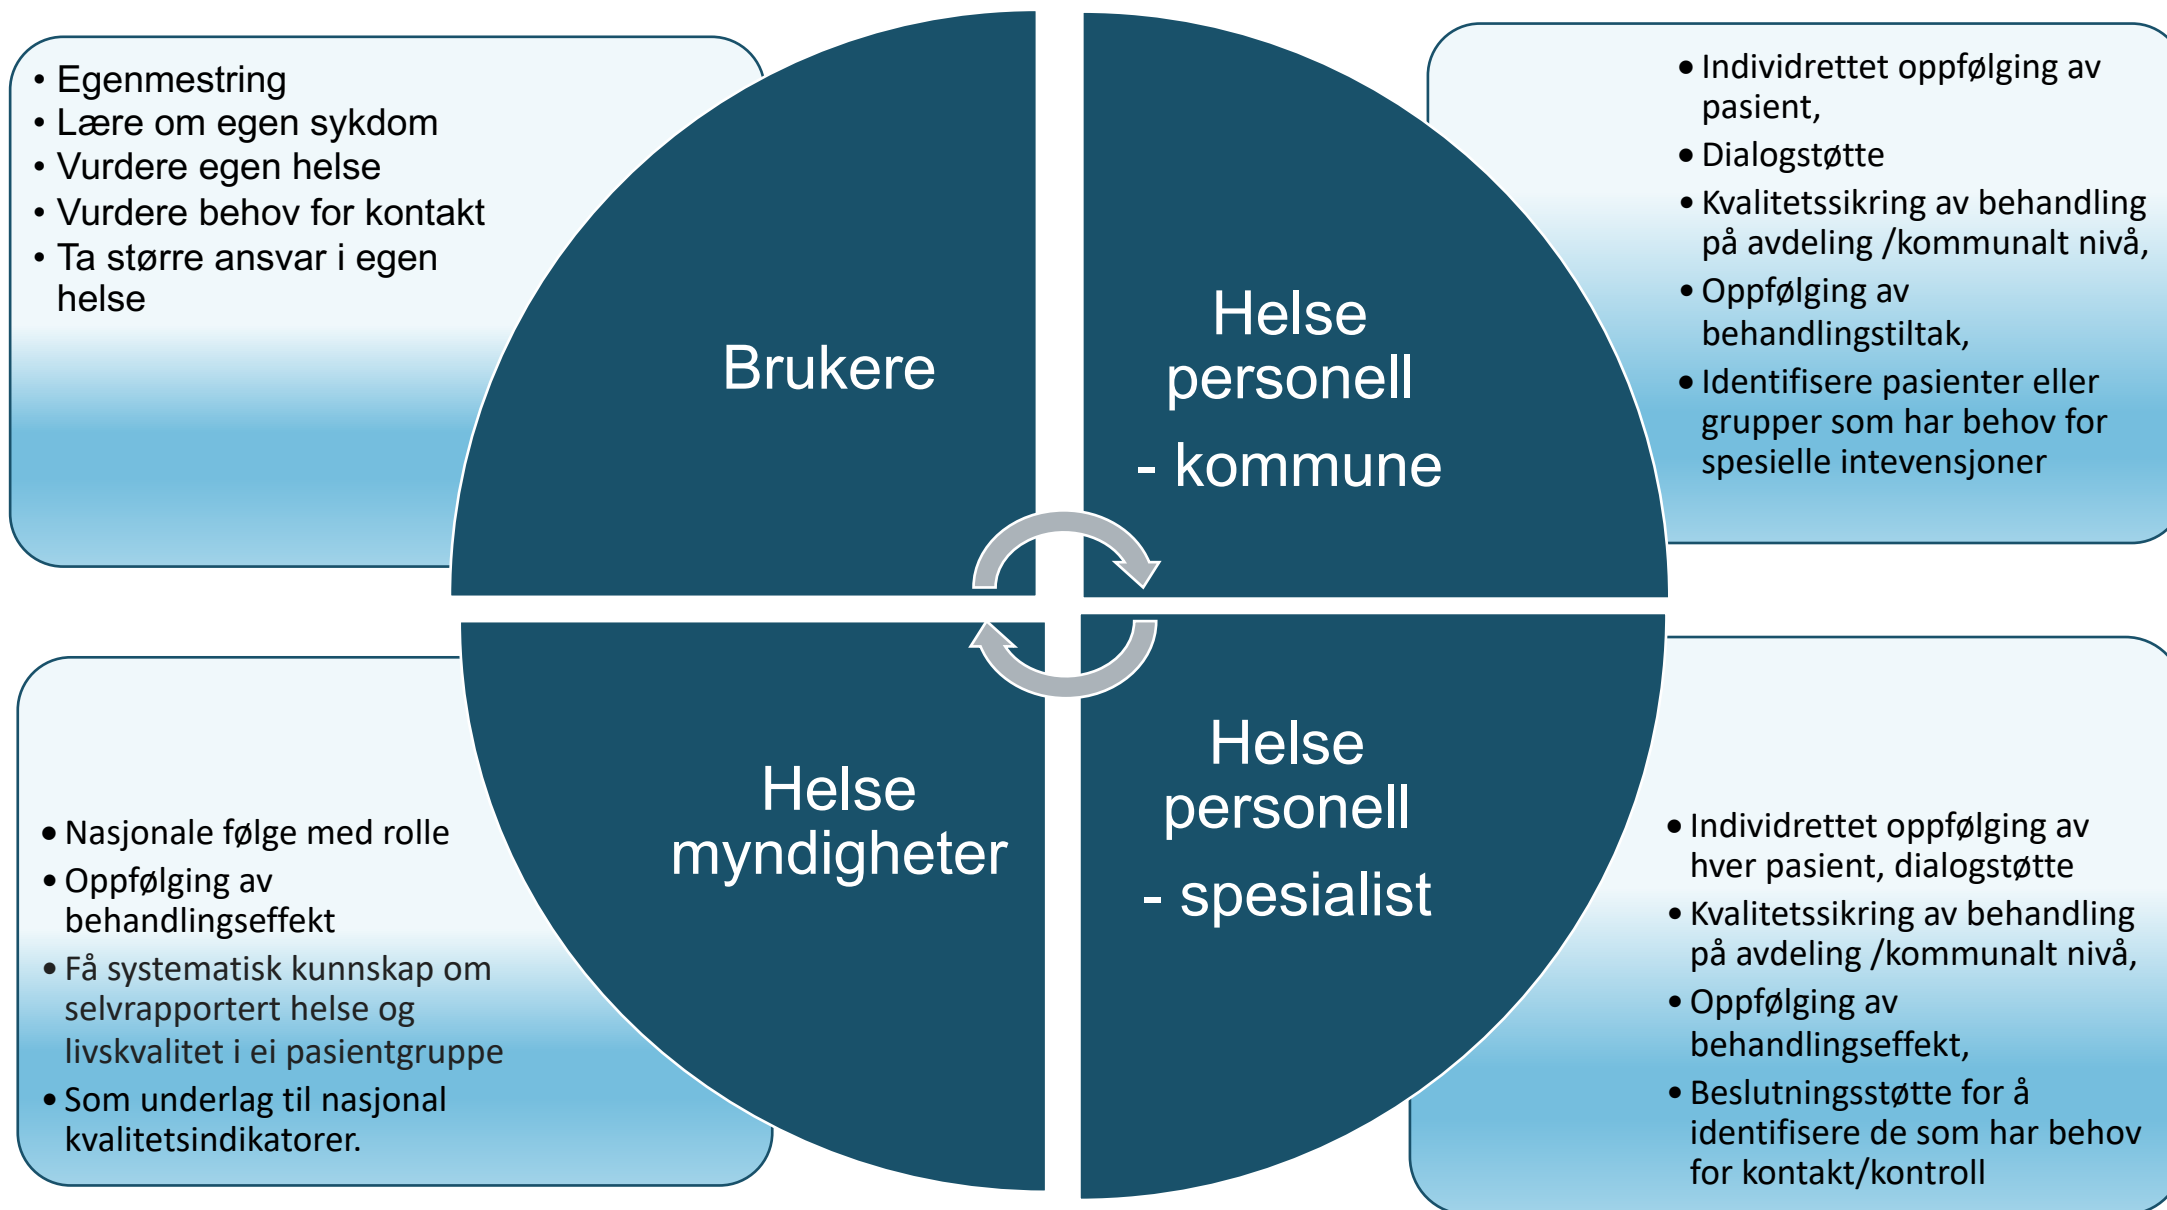 • Egenmestring
• Lære om egen sykdom
• Vurdere egen helse
• Vurdere behov for kontakt
• Ta større ansvar i egen
helse
Brukere
Helse
personell
- kommune
• Individrettet oppfølging av
pasient,
• Dialogstøtte
• Kvalitetssikring av behandling
på avdeling /kommunalt nivå,
• Oppfølging av
behandlingstiltak,
• Identifisere pasienter eller
grupper som har behov for
spesielle intevensjoner
• Nasjonale følge med rolle
• Oppfølging av
behandlingseffekt
• Få systematisk kunnskap om
selvrapportert helse og
livskvalitet i ei pasientgruppe
• Som underlag til nasjonal
kvalitetsindikatorer.
Helse
myndigheter
Helse
personell
- spesialist
• Individrettet oppfølging av
hver pasient, dialogstøtte
• Kvalitetssikring av behandling
på avdeling /kommunalt nivå,
• Oppfølging av
behandlingseffekt,
• Beslutningsstøtte for å
identifisere de som har behov
for kontakt/kontroll